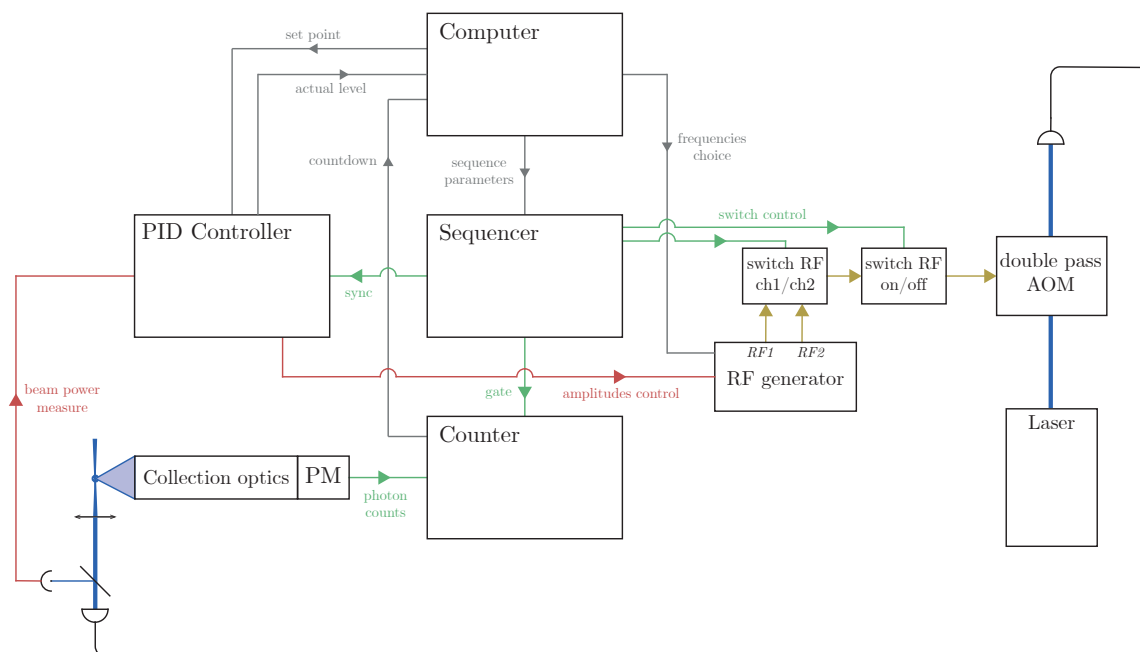 Computer
set point
actual level
countdown
sequence
parameters
frequencies
choice
PID Controller
Sequencer
switch control
switch RF
ch1/ch2
switch RF
on/off
double pass
AOM
sync
RF1
RF2
RF generator
beam power
measure
gate
amplitudes control
Counter
Laser
Collection optics
PM
photon
counts